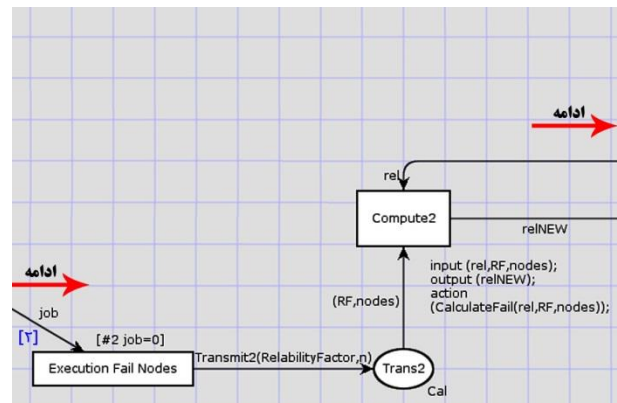 ادامه
rel
Compute2
relNEW
input (rel,RF,nodes);
output (relNEW);
action
(CalculateFail(rel,RF,nodes));
(RF,nodes)
ادامه
job
[۲]
[#2 job=0]
Execution Fail Nodes
Transmit2(RelabilityFactor,n)
Trans2
Cal